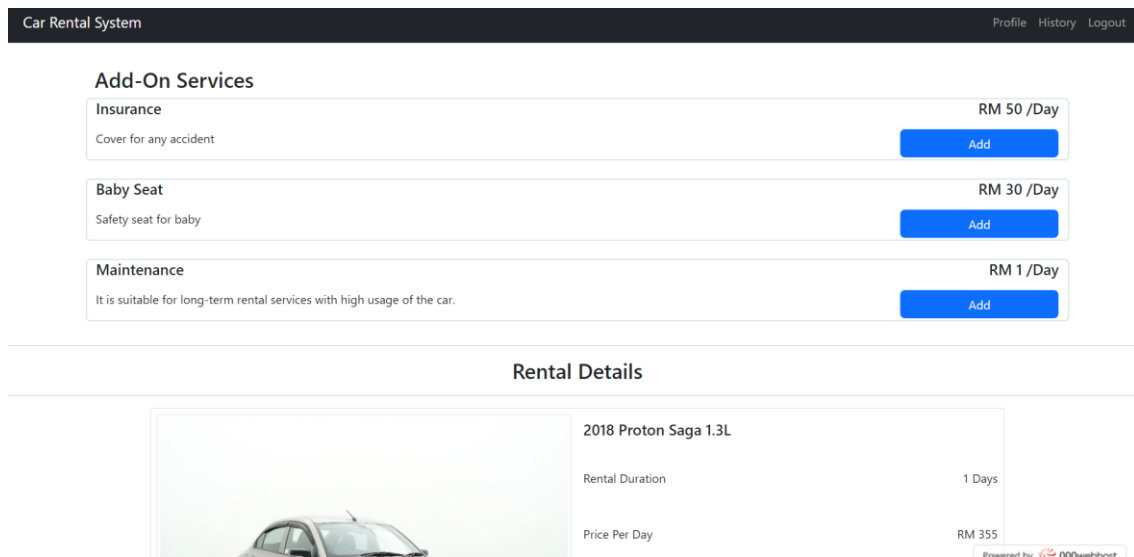 Car Rental System Profile History Logout
Add-On Services
Insurance RM 50 /Day
Cover for any accident Add
Baby Seat RM 30 /Day
Safety seat for baby Add
Maintenance RM 1 /Day
It is suitable for long-term rental services with high usage of the car. Add
Rental Details
2018 Proton Saga 1.3L
Rental Duration 1 Days
Price Per Day RM 355
Powered by 000webhost